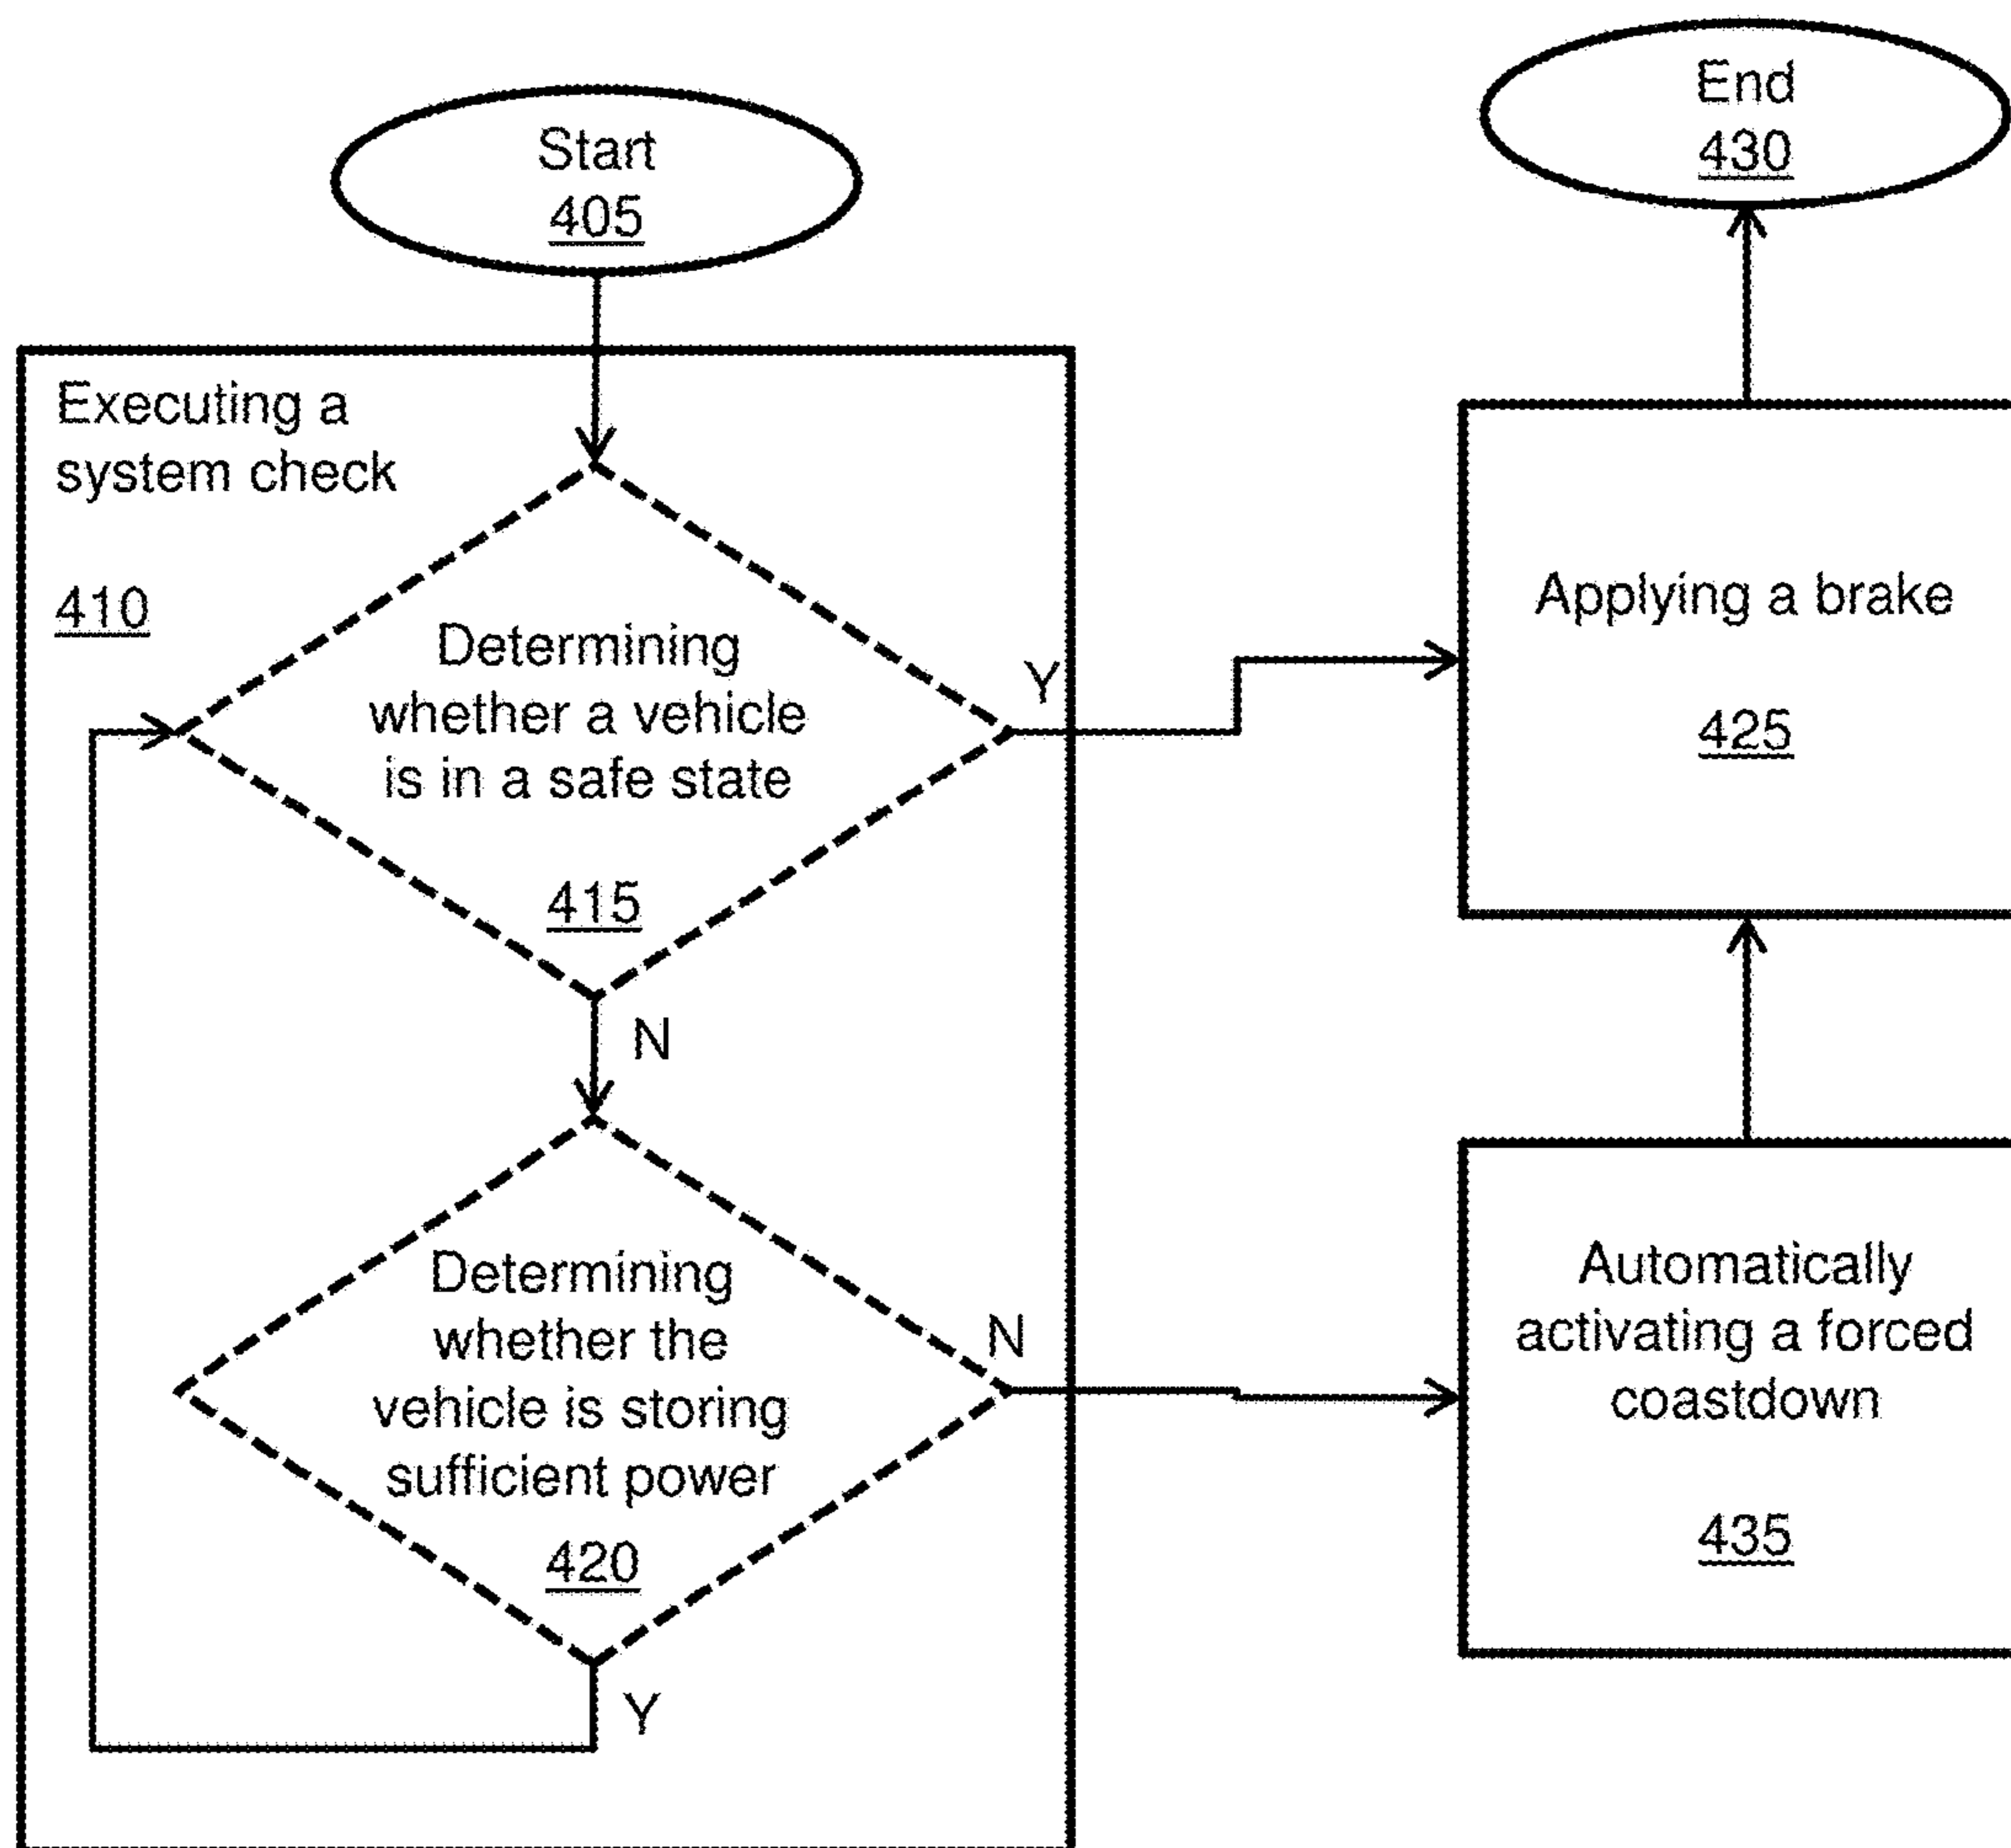 Start
405
Executing a
system check
410
Determining
whether a vehicle
is in a safe state
415
Y
N
Determining
whether the
vehicle is storing
sufficient power
420
N
Y
End
430
Applying a brake
425
Automatically
activating a forced
coastdown
435